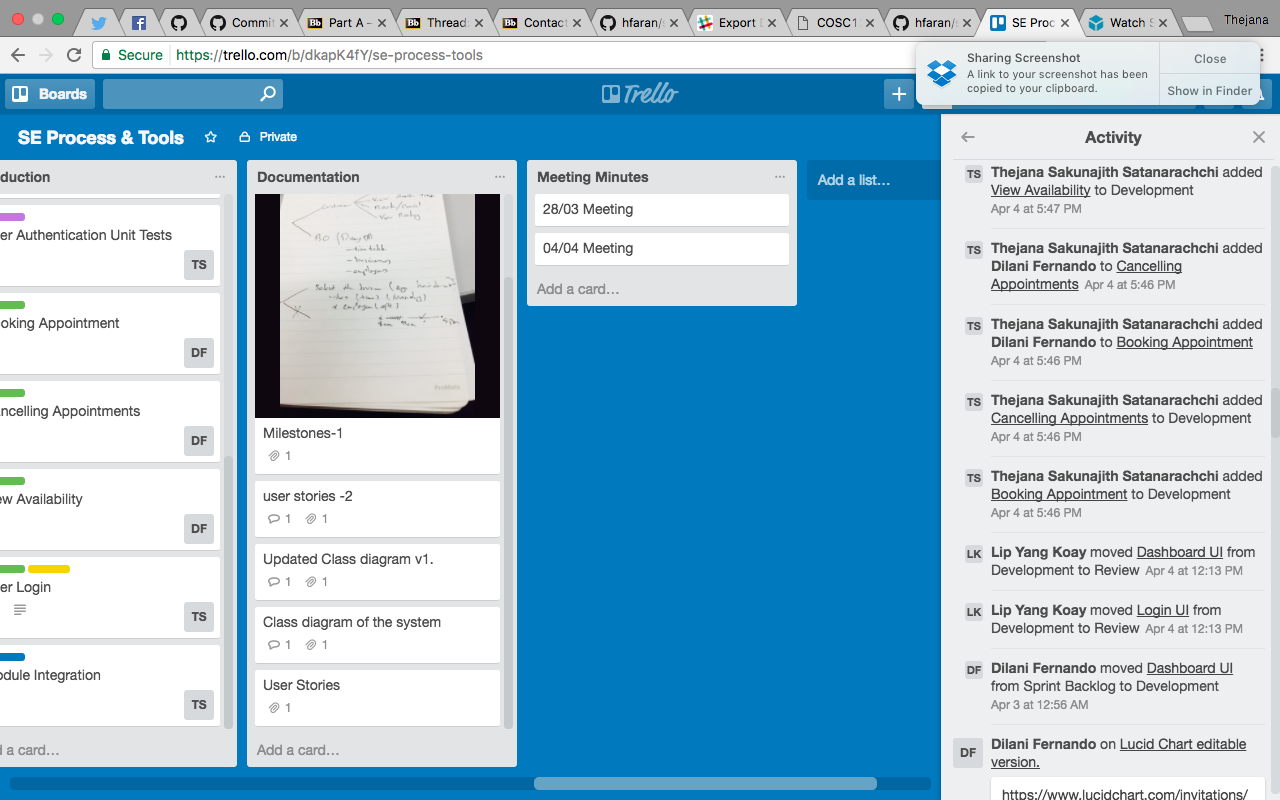 Commit
Part A –
Thread:
Contact
hfaran/s
Export D
COSC1
hfaran/s
SE Proc
Watch S
Thejana
Secure
https://trello.com/b/dkapK4fY/se-process-tools
Sharing Screenshot
A link to your screenshot has been
copied to your clipboard.
Close
Show in Finder
Boards
Trello
SE Process & Tools
Private
duction
er Authentication Unit Tests
TS
oking Appointment
DF
ncelling Appointments
DF
ew Availability
DF
er Login
TS
odule Integration
TS
d a card...
Documentation
Milestones-1
1
user stories -2
1 1
Updated Class diagram v1.
1 1
Class diagram of the system
1 1
User Stories
1
Add a card...
Meeting Minutes
28/03 Meeting
04/04 Meeting
Add a card...
Add a list...
Activity
TS
Thejana Sakunajith Satanarachchi added
View Availability to Development
Apr 4 at 5:47 PM
TS
Thejana Sakunajith Satanarachchi added
Dilani Fernando to Cancelling
Appointments Apr 4 at 5:46 PM
TS
Thejana Sakunajith Satanarachchi added
Dilani Fernando to Booking Appointment
Apr 4 at 5:46 PM
TS
Thejana Sakunajith Satanarachchi added
Cancelling Appointments to Development
Apr 4 at 5:46 PM
TS
Thejana Sakunajith Satanarachchi added
Booking Appointment to Development
Apr 4 at 5:46 PM
LK
Lip Yang Koay moved Dashboard UI from
Development to Review Apr 4 at 12:13 PM
LK
Lip Yang Koay moved Login UI from
Development to Review Apr 4 at 12:13 PM
DF
Dilani Fernando moved Dashboard UI
from Sprint Backlog to Development
Apr 3 at 12:56 AM
DF
Dilani Fernando on Lucid Chart editable
version.
https://www.lucidchart.com/invitations/